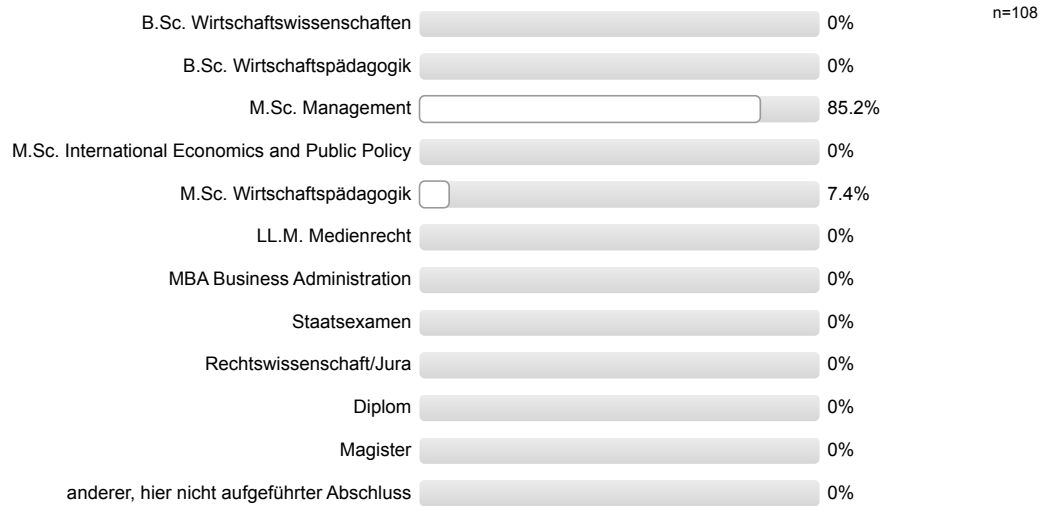 B.Sc. Wirtschaftswissenschaften 0% n=108
B.Sc. Wirtschaftspädagogik 0%
M.Sc. Management 85.2%
M.Sc. International Economics and Public Policy 0%
M.Sc. Wirtschaftspädagogik 7.4%
LL.M. Medienrecht 0%
MBA Business Administration 0%
Staatsexamen 0%
Rechtswissenschaft/Jura 0%
Diplom 0%
Magister 0%
anderer, hier nicht aufgeführter Abschluss 0%